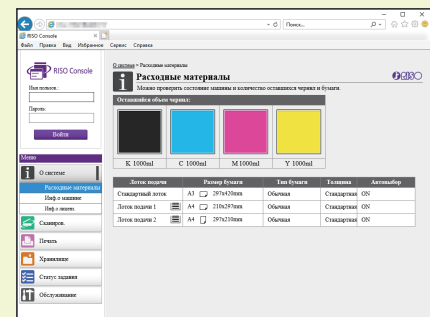 Поиск...
RISO Console
Файл Правка Вид Избранное Сервис Справка
RISO Console
Имя пользов.:
Пароль:
Войти
Меню
О системе
Расходные материалы
Инф.о машине
Инф.о лиценз.
Сканиров.
Печать
Хранилище
Статус задания
Обслуживание
О системе > Расходные материалы
Расходные материалы
RISO
Можно проверить состояние машины и количество оставшихся чернил и бумаги.
Оставшийся объем чернил:
K 1000ml C 1000ml M 1000ml Y 1000ml
Лоток подачи Размер бумаги Тип бумаги Толщина Автовыбор
Стандартный лоток A3 297x420mm Обычная Стандартная ON
Лоток подачи 1 A4 210x297mm Обычная Стандартная ON
Лоток подачи 2 A4 297x210mm Обычная Стандартная ON